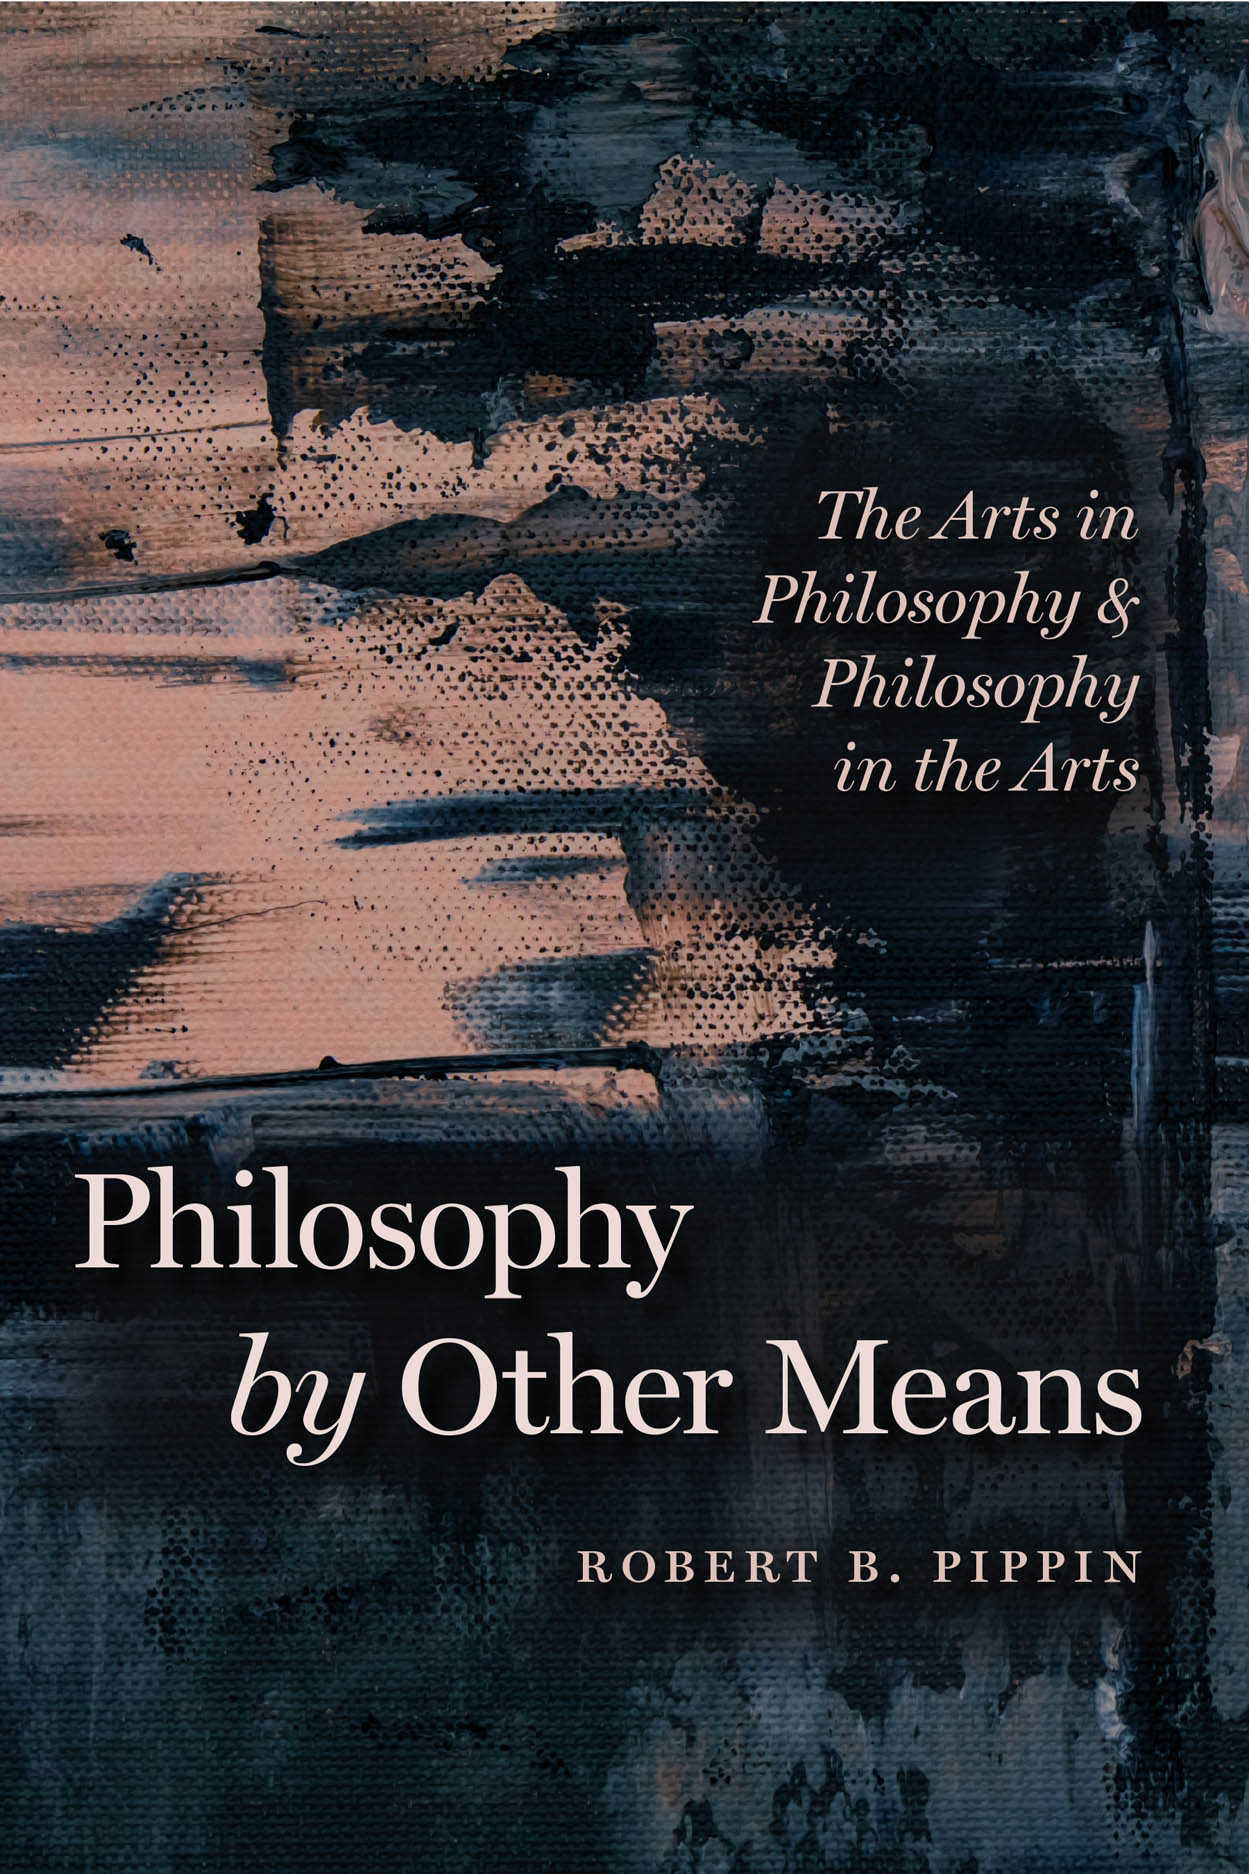 The Arts in
Philosophy &
Philosophy
in the Arts
Philosophy
by Other Means
ROBERT B. PIPPIN